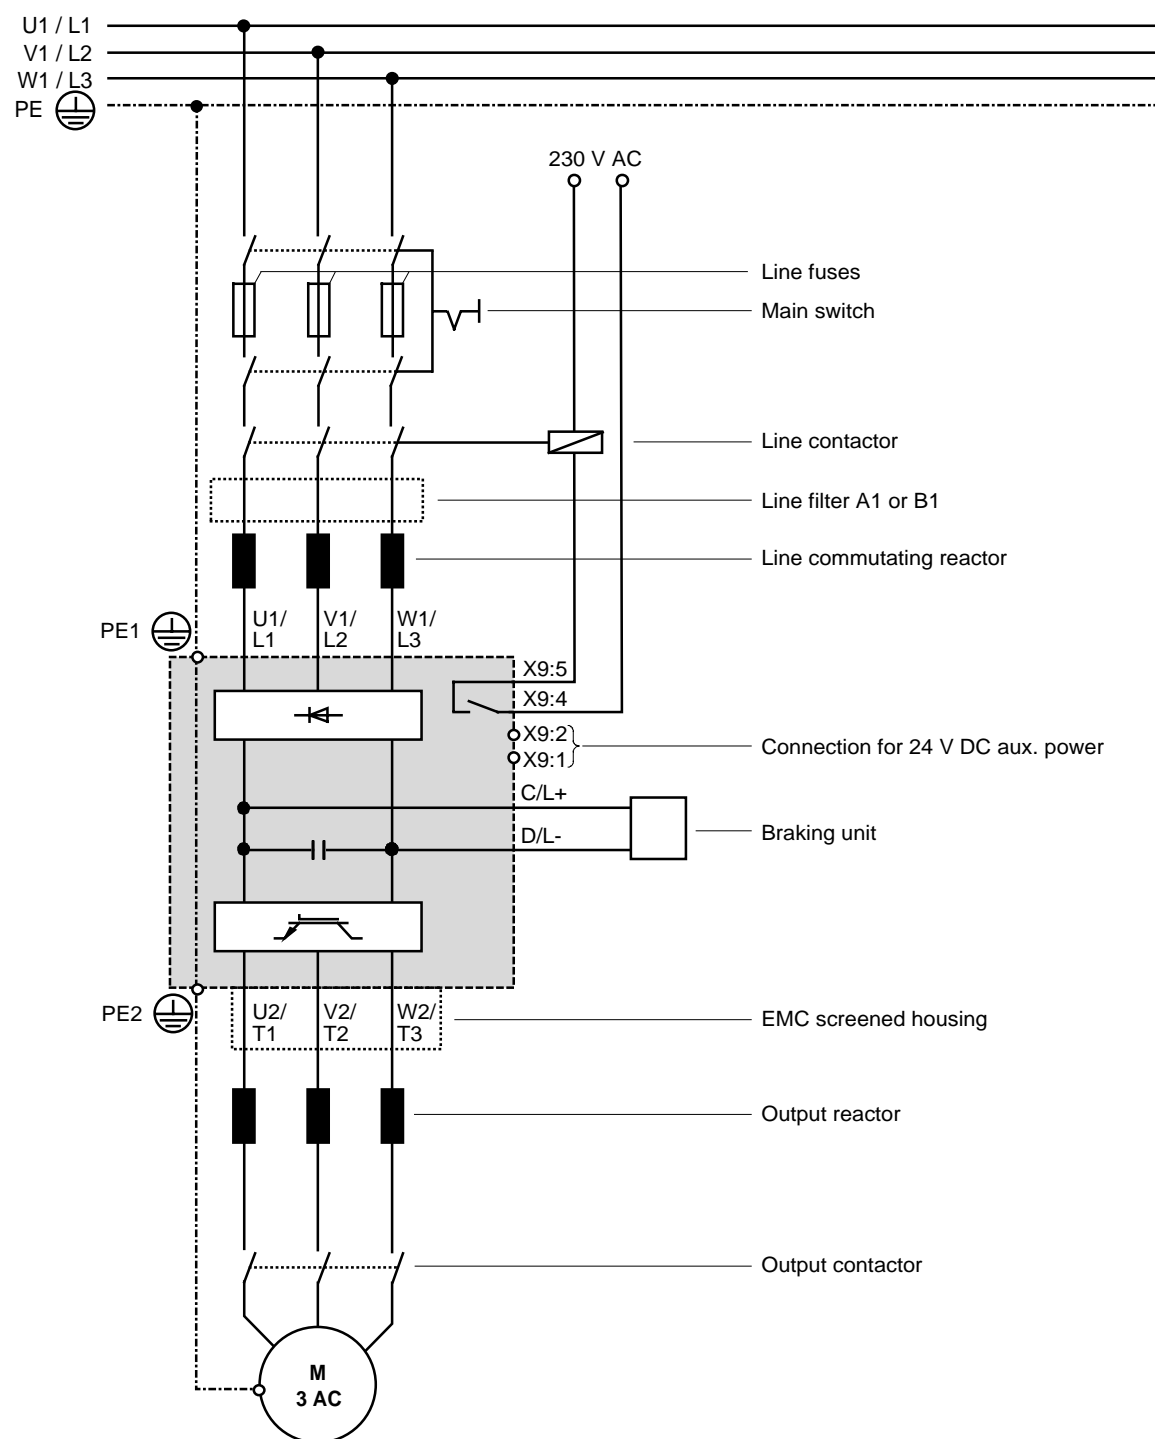 U1 / L1
V1 / L2
W1 / L3
PE
230 V AC
Line fuses
Main switch
Line contactor
Line filter A1 or B1
Line commutating reactor
PE1
U1/
L1
V1/
L2
W1/
L3
X9:5
X9:4
X9:2
X9:1
Connection for 24 V DC aux. power
C/L+
D/L-
Braking unit
PE2
U2/
T1
V2/
T2
W2/
T3
EMC screened housing
Output reactor
Output contactor
M
3 AC